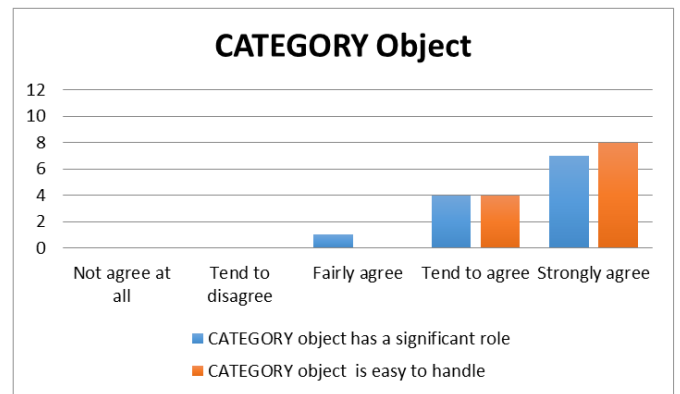 CATEGORY Object
12
10
8
6
4
2
0
Not agree at
all
Tend to
disagree
Fairly agree
Tend to agree
Strongly agree
CATEGORY object has a significant role
CATEGORY object  is easy to handle